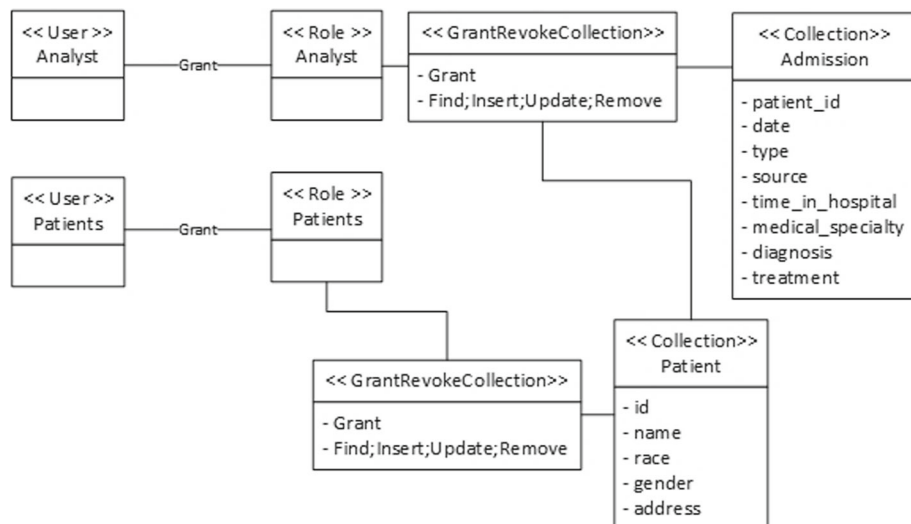 << User >>
Analyst
Grant
<< Role >>
Analyst
<< GrantRevokeCollection>>
- Grant
- Find;Insert;Update;Remove
<< Collection>>
Admission
- patient_id
- date
- type
- source
- time_in_hospital
- medical_specialty
- diagnosis
- treatment
<< User >>
Patients
Grant
<< Role >>
Patients
<< GrantRevokeCollection>>
- Grant
- Find;Insert;Update;Remove
<< Collection>>
Patient
- id
- name
- race
- gender
- address